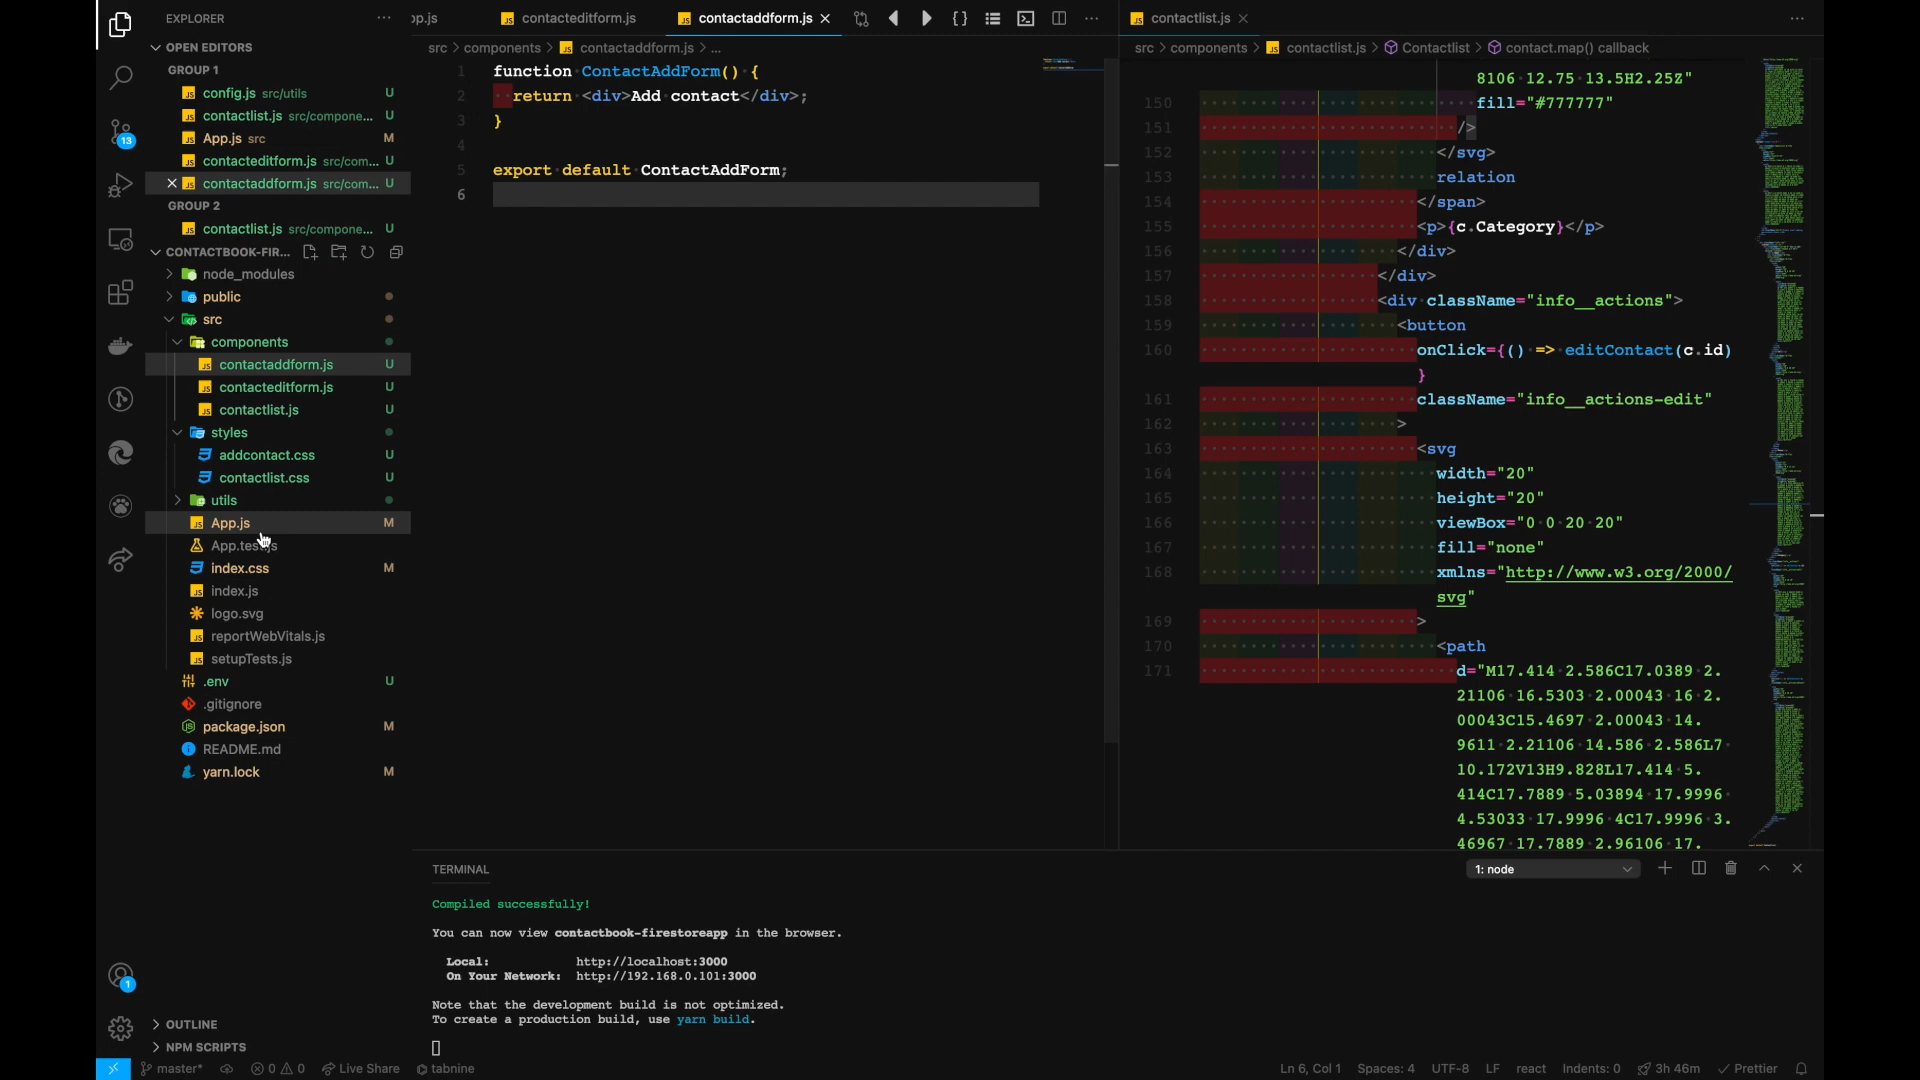 EXPLORER
OPEN EDITORS
GROUP 1
config.js src/utils U
contactlist.js src/compone... U
App.js src M
contacteditform.js src/com... U
contactaddform.js src/com... U
GROUP 2
contactlist.js src/compone... U
CONTACTBOOK-FIR...
node_modules
public
src
components
contactaddform.js U
contacteditform.js U
contactlist.js U
styles
addcontact.css U
contactlist.css U
utils
App.js M
App.test.js
index.css M
index.js
logo.svg
reportWebVitals.js
setupTests.js
.env U
.gitignore
package.json M
README.md
yarn.lock M
OUTLINE
NPM SCRIPTS
13
1
pp.js
contacteditform.js
contactaddform.js
src > components > contactaddform.js > ...
1 function ContactAddForm() {
2 return <div>Add contact</div>;
3 }
4
5 export default ContactAddForm;
6
contactlist.js
src > components > contactlist.js > Contactlist > contact.map() callback
8106 12.75 13.5H2.25Z"
150 fill="#777777"
151 />
152 </svg>
153 relation
154 </span>
155 <p>{c.Category}</p>
156 </div>
157 </div>
158 <div className="info__actions">
159 <button
160 onClick={() => editContact(c.id)
}
161 className="info__actions-edit"
162 >
163 <svg
164 width="20"
165 height="20"
166 viewBox="0 0 20 20"
167 fill="none"
168 xmlns="http://www.w3.org/2000/
svg"
169 >
170 <path
171 d="M17.414 2.586C17.0389 2.
21106 16.5303 2.00043 16 2.
00043C15.4697 2.00043 14.
9611 2.21106 14.586 2.586L7
10.172V13H9.828L17.414 5.
414C17.7889 5.03894 17.9996
4.53033 17.9996 4C17.9996 3.
46967 17.7889 2.96106 17.
TERMINAL
1: node
Compiled successfully!
You can now view contactbook-firestoreapp in the browser.
Local: http://localhost:3000
On Your Network: http://192.168.0.101:3000
Note that the development build is not optimized.
To create a production build, use yarn build.
master*
0 0
Live Share
tabnine
Ln 6, Col 1
Spaces: 4
UTF-8
LF
react
Indents: 0
3h 46m
Prettier